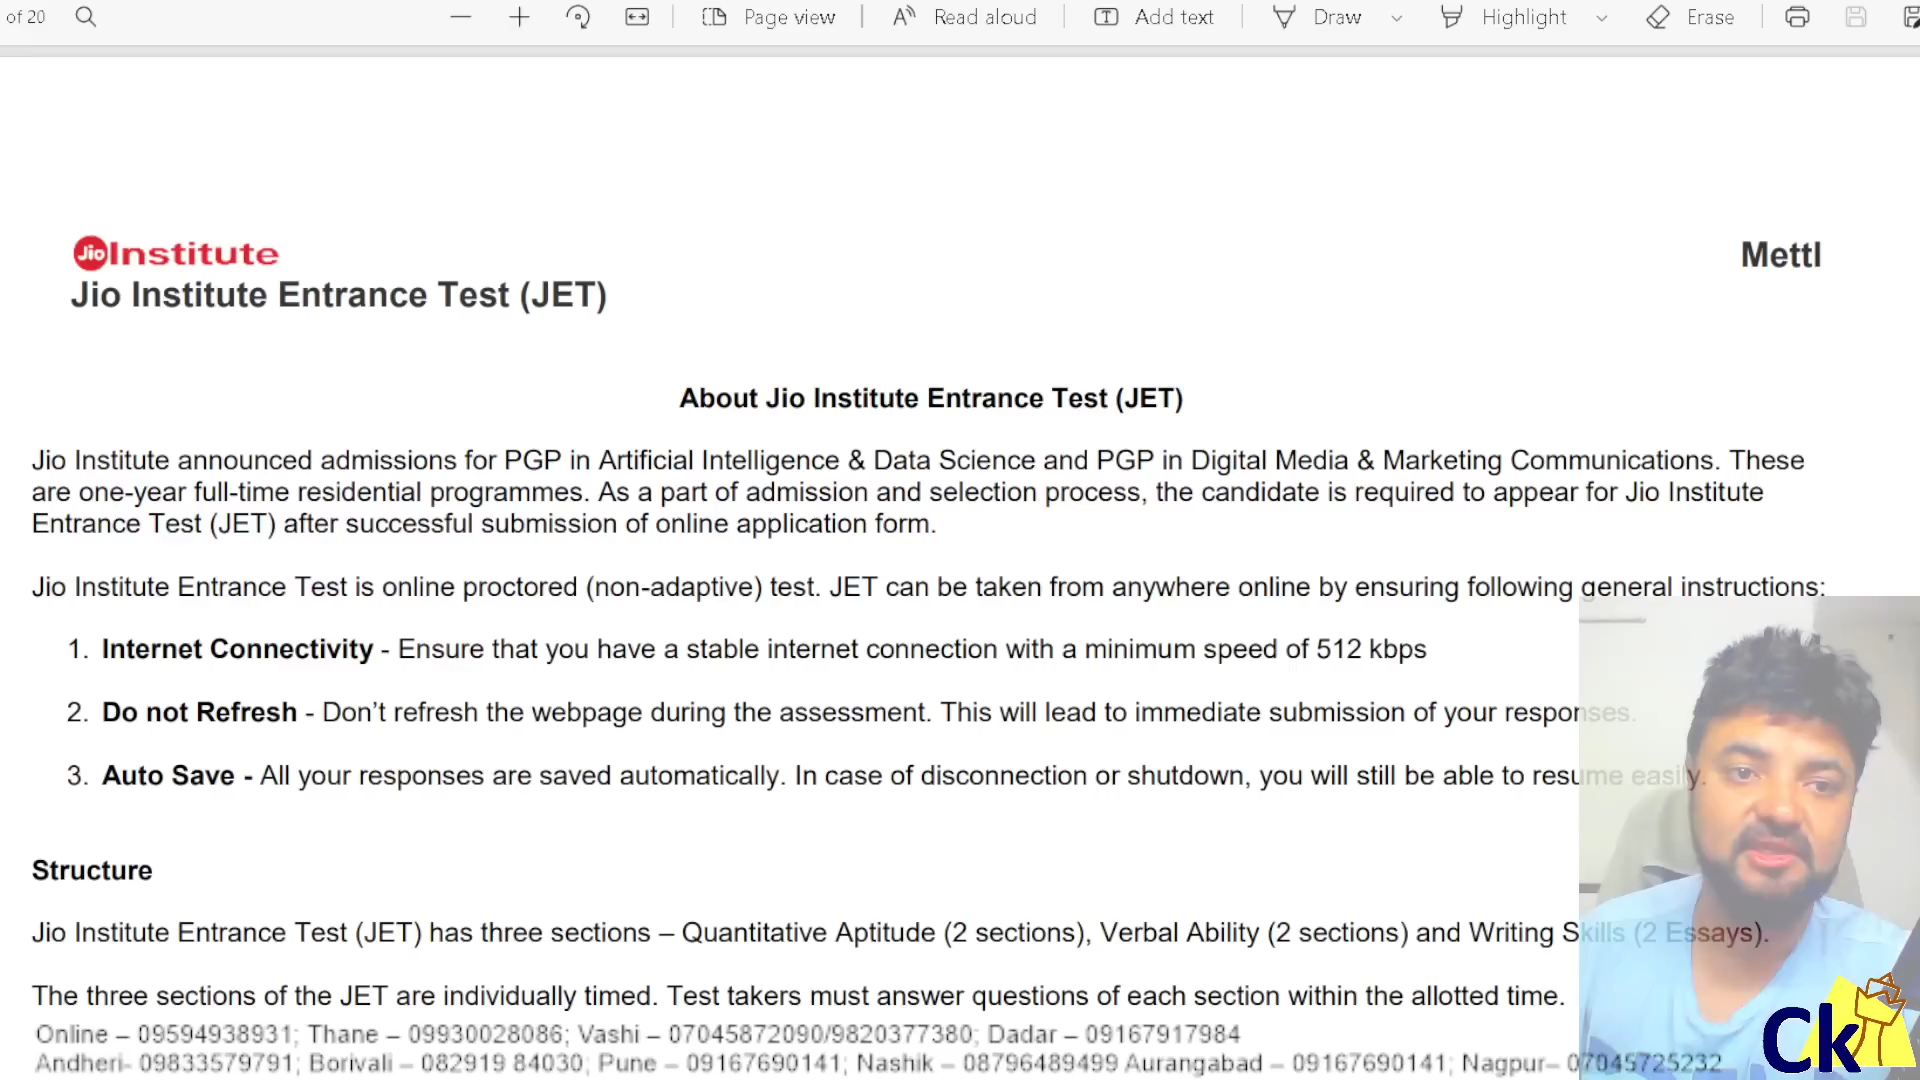 of 20
Page view
Read aloud
Add text
Draw
Highlight
Erase
Jio Institute
Mettl
Jio Institute Entrance Test (JET)
About Jio Institute Entrance Test (JET)
Jio Institute announced admissions for PGP in Artificial Intelligence & Data Science and PGP in Digital Media & Marketing Communications. These
are one-year full-time residential programmes. As a part of admission and selection process, the candidate is required to appear for Jio Institute
Entrance Test (JET) after successful submission of online application form.
Jio Institute Entrance Test is online proctored (non-adaptive) test. JET can be taken from anywhere online by ensuring following general instructions:
1. Internet Connectivity - Ensure that you have a stable internet connection with a minimum speed of 512 kbps
2. Do not Refresh - Don’t refresh the webpage during the assessment. This will lead to immediate submission of your responses.
3. Auto Save - All your responses are saved automatically. In case of disconnection or shutdown, you will still be able to resume easily.
Structure
Jio Institute Entrance Test (JET) has three sections – Quantitative Aptitude (2 sections), Verbal Ability (2 sections) and Writing Skills (2 Essays).
The three sections of the JET are individually timed. Test takers must answer questions of each section within the allotted time.
Online – 09594938931; Thane – 09930028086; Vashi – 07045872090/9820377380; Dadar – 09167917984
Andheri- 09833579791; Borivali – 082919 84030; Pune – 09167690141; Nashik – 08796489499 Aurangabad – 09167690141; Nagpur– 07045725232
Ck